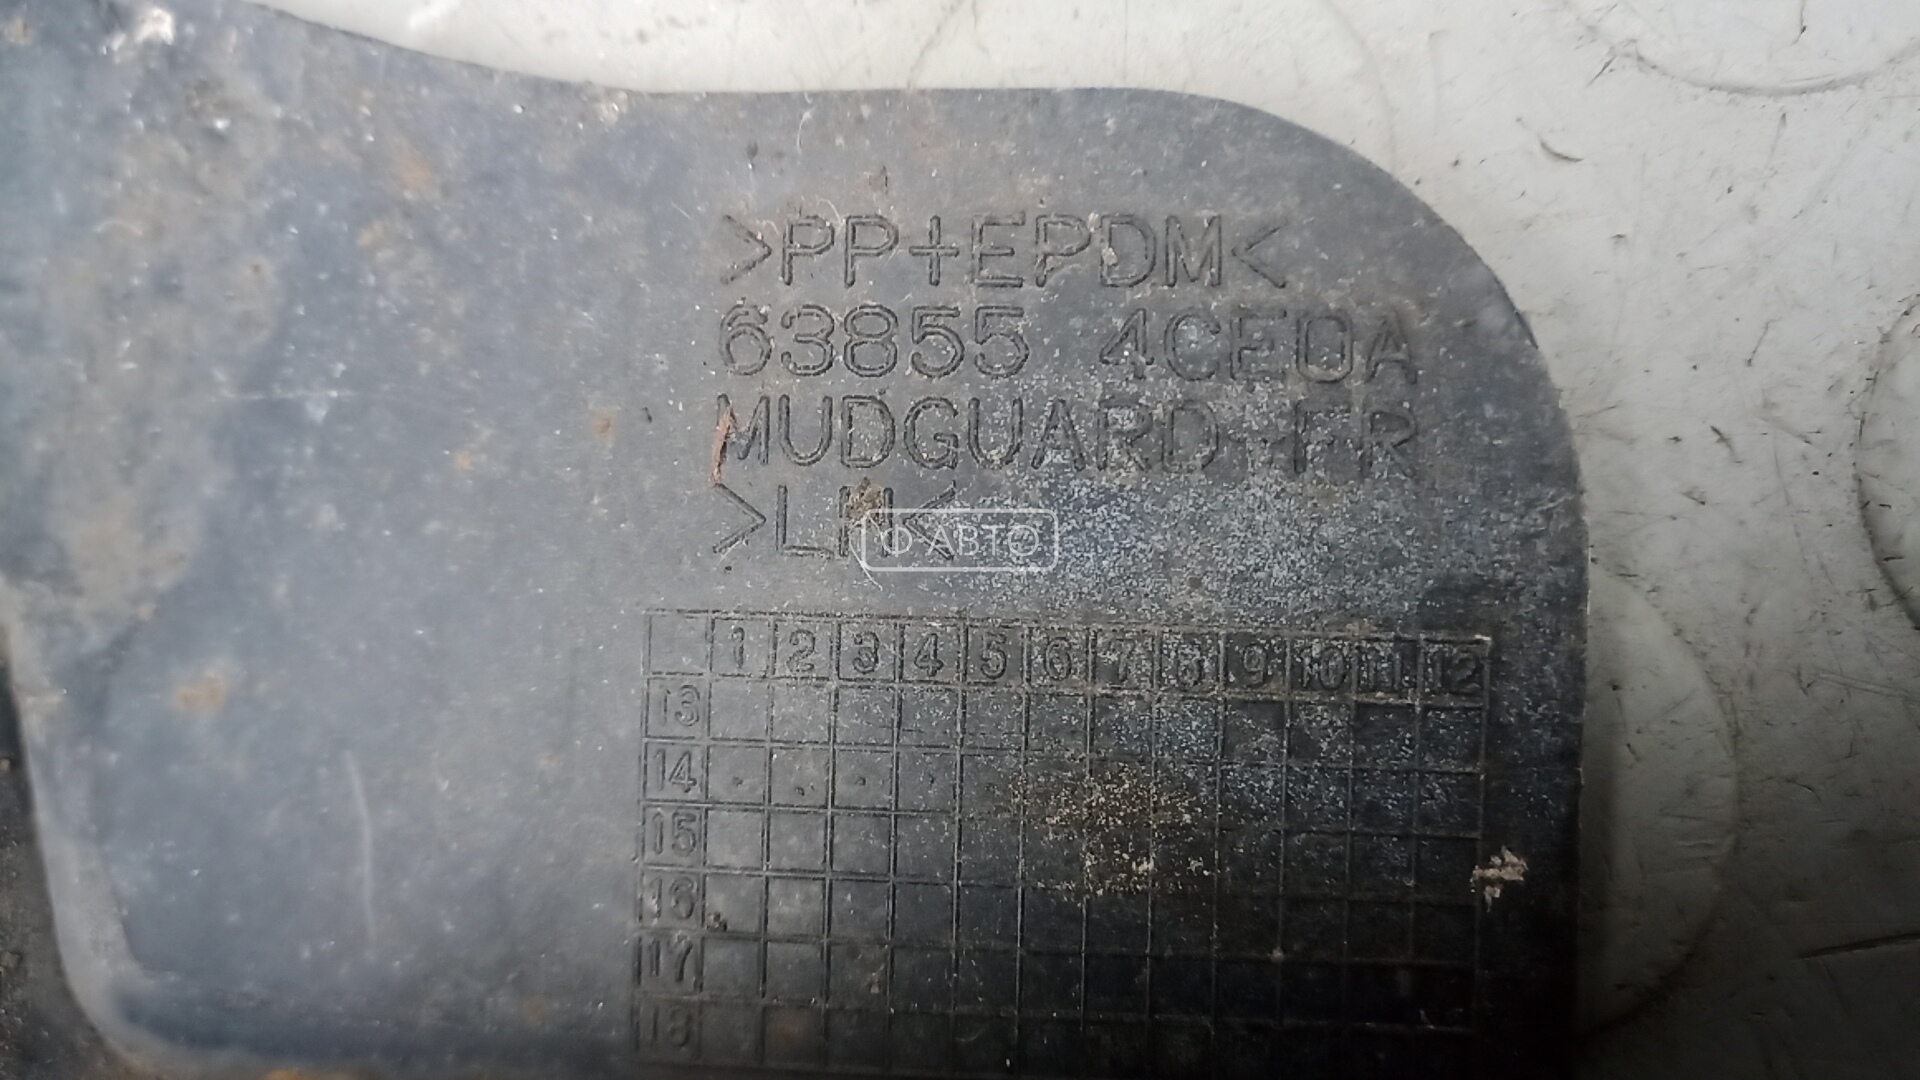 >PP+EPDM<
63855 4CE0A
MUDGUARD-FR
>LH<
Ф АВТО
1 2 3 4 5 6 7 8 9 10 11 12
13
14
15
16
17
18